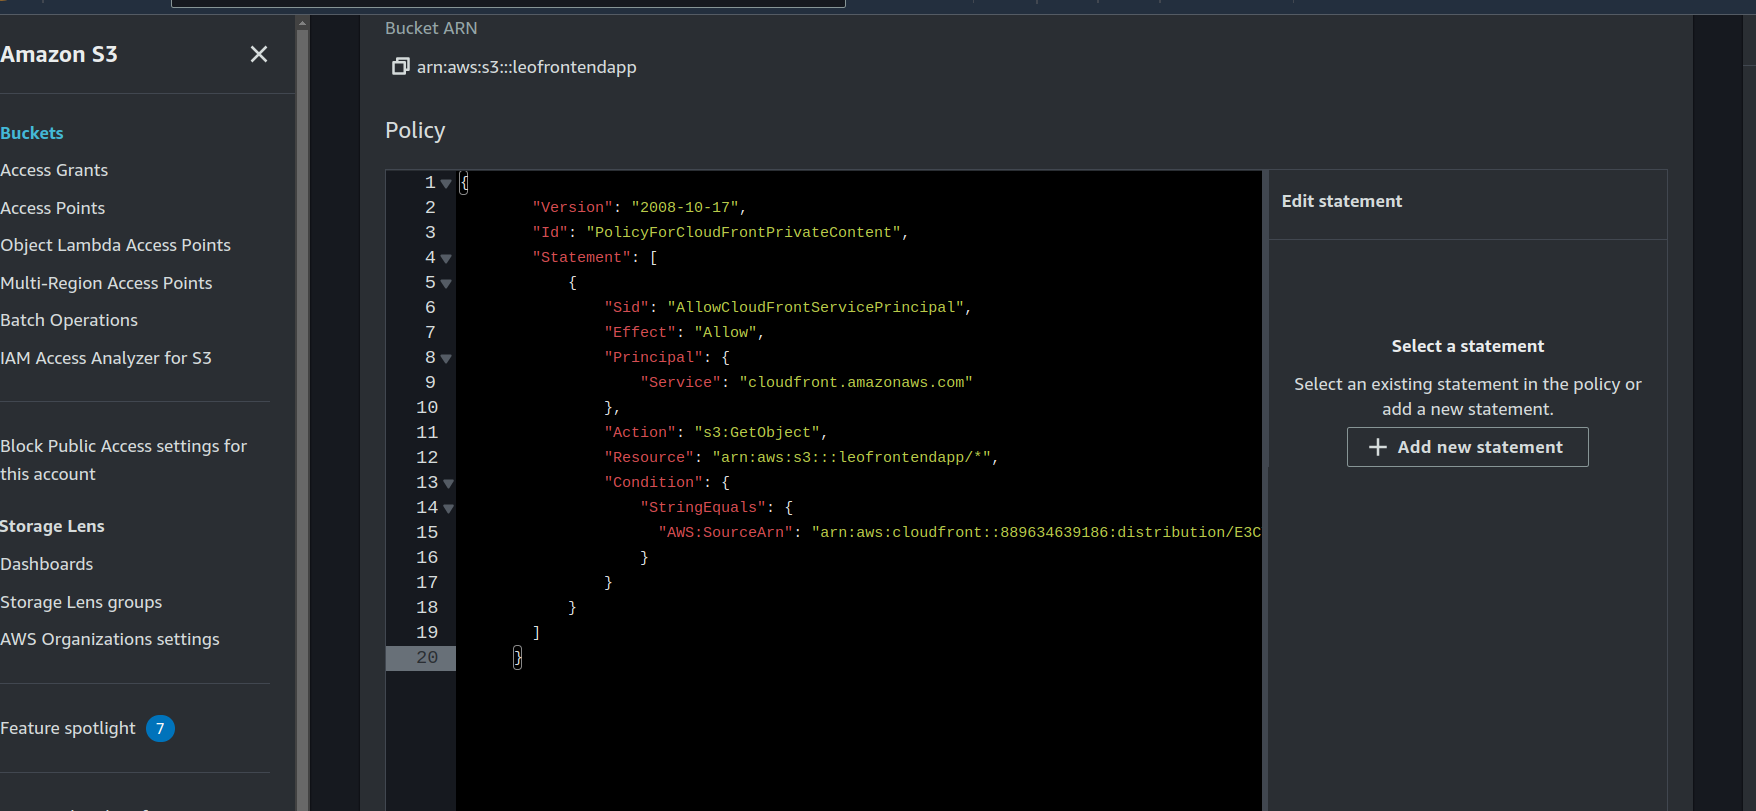 Amazon S3
Buckets
Access Grants
Access Points
Object Lambda Access Points
Multi-Region Access Points
Batch Operations
IAM Access Analyzer for S3
Block Public Access settings for
this account
Storage Lens
Dashboards
Storage Lens groups
AWS Organizations settings
Feature spotlight 7
Bucket ARN
arn:aws:s3:::leofrontendapp
Policy
1 {
2 "Version": "2008-10-17",
3 "Id": "PolicyForCloudFrontPrivateContent",
4 "Statement": [
5 {
6 "Sid": "AllowCloudFrontServicePrincipal",
7 "Effect": "Allow",
8 "Principal": {
9 "Service": "cloudfront.amazonaws.com"
10 },
11 "Action": "s3:GetObject",
12 "Resource": "arn:aws:s3:::leofrontendapp/*",
13 "Condition": {
14 "StringEquals": {
15 "AWS:SourceArn": "arn:aws:cloudfront::889634639186:distribution/E3C
16 }
17 }
18 }
19 ]
20 }
Edit statement
Select a statement
Select an existing statement in the policy or
add a new statement.
+ Add new statement